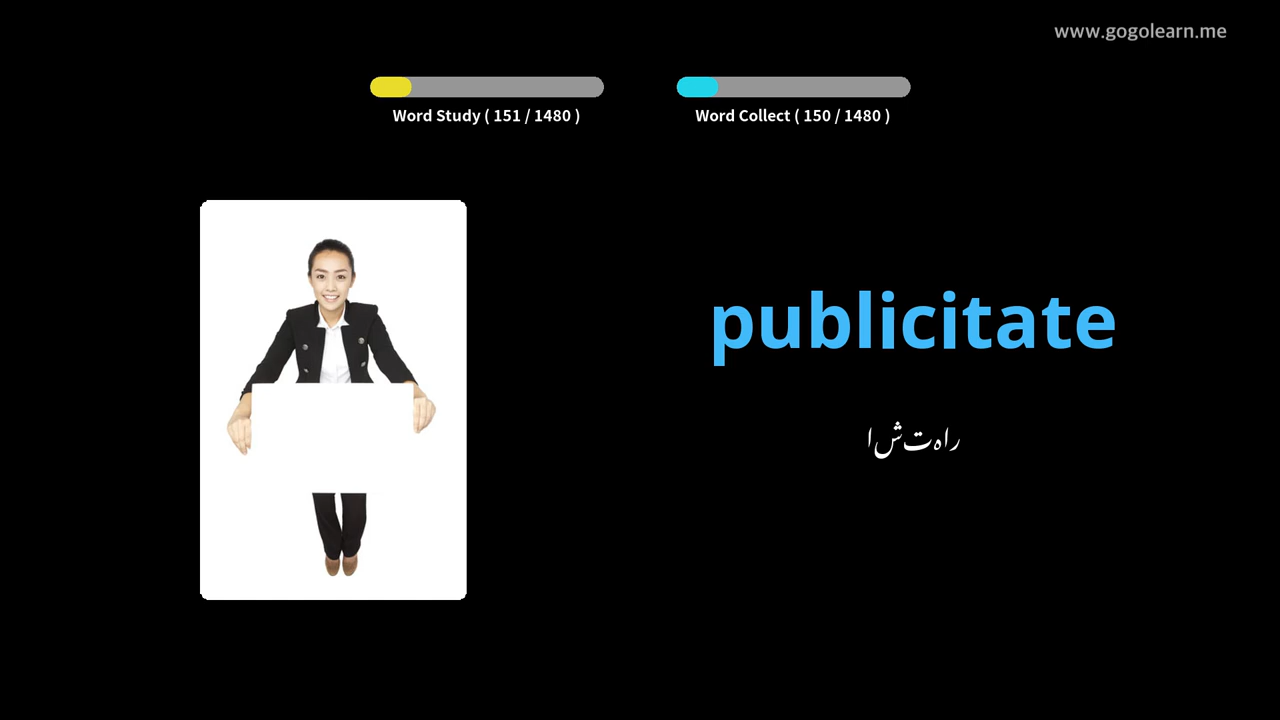 www.gogolearn.me
Word Study ( 151 / 1480 )
Word Collect ( 150 / 1480 )
publicitate
اشتہار